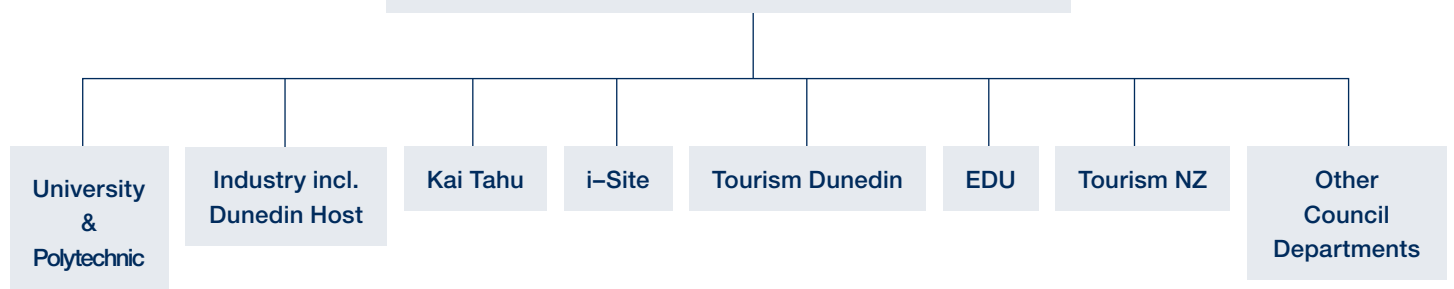 University
&
Polytechnic
Industry incl.
Dunedin Host
Kai Tahu
i–Site
Tourism Dunedin
EDU
Tourism NZ
Other
Council
Departments